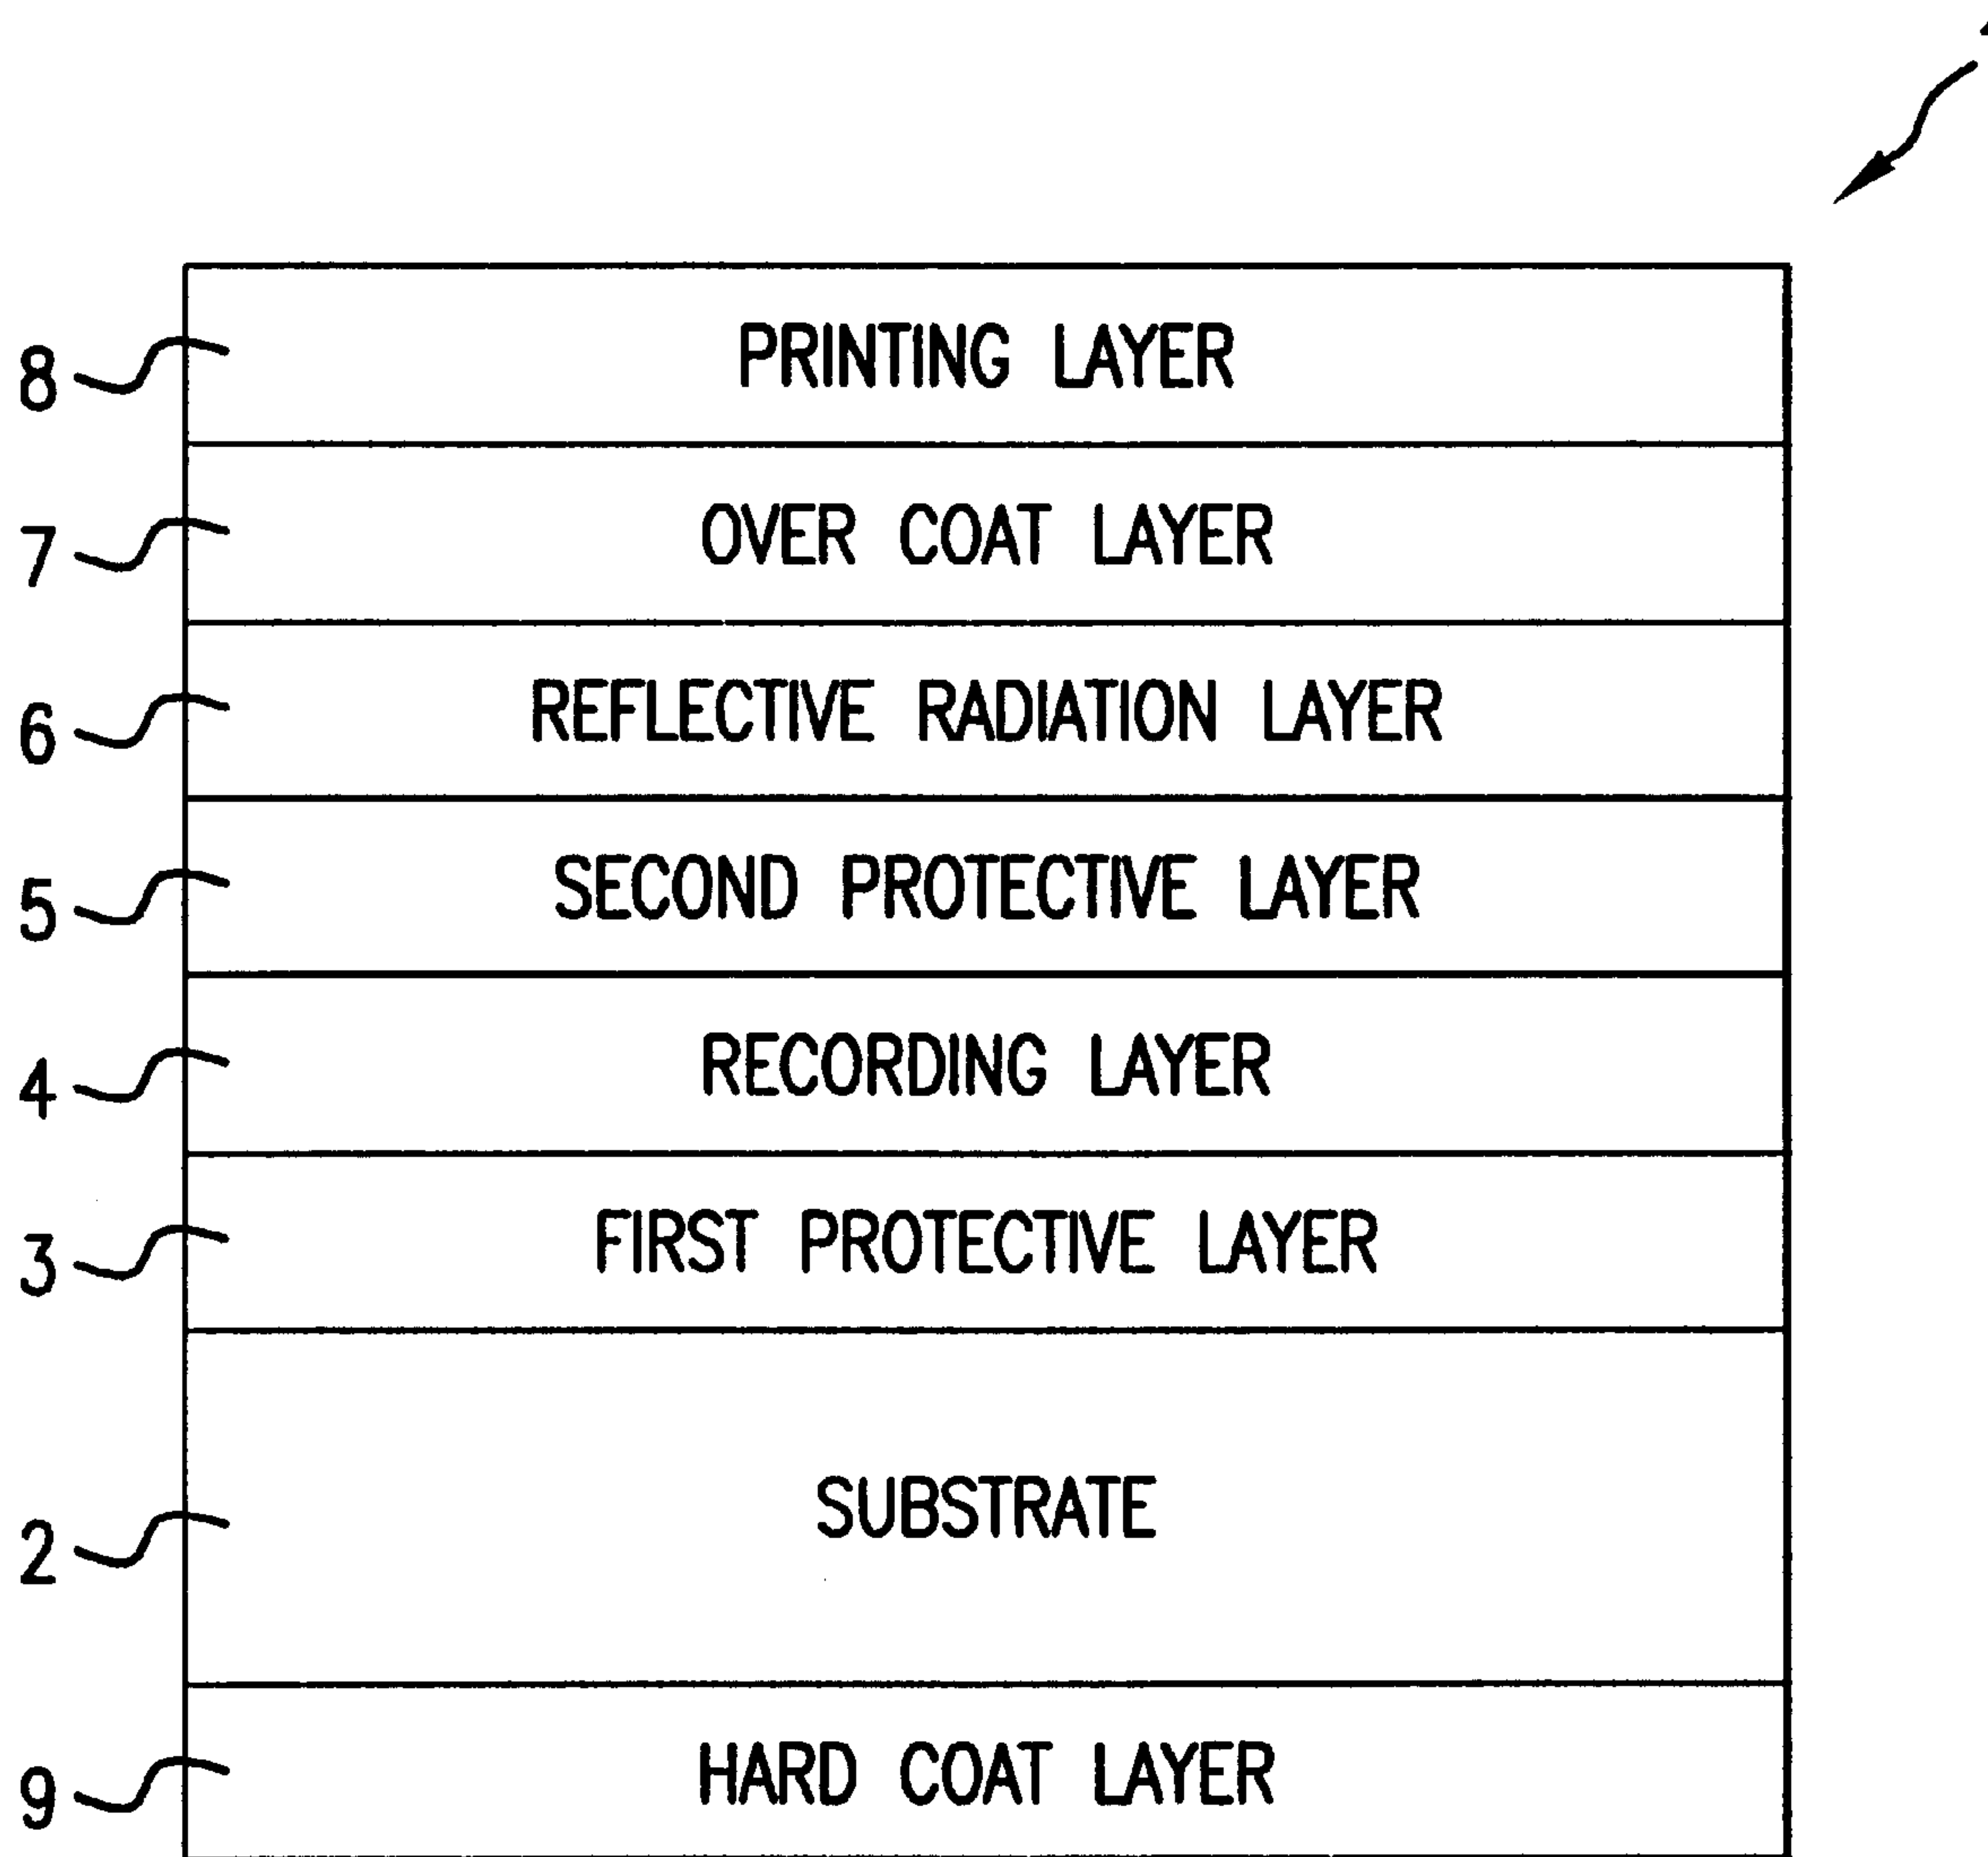 8 PRINTING LAYER
7 OVER COAT LAYER
6 REFLECTIVE RADIATION LAYER
5 SECOND PROTECTIVE LAYER
4 RECORDING LAYER
3 FIRST PROTECTIVE LAYER
2 SUBSTRATE
9 HARD COAT LAYER